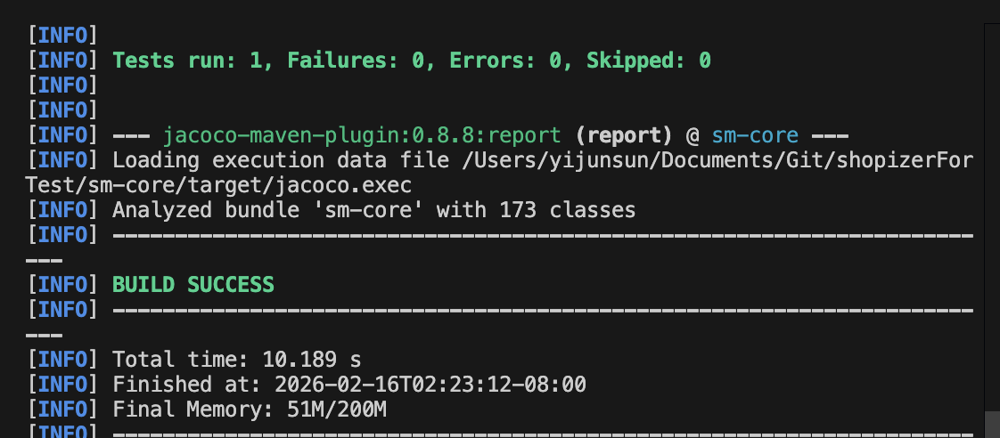 [INFO]
[INFO] Tests run: 1, Failures: 0, Errors: 0, Skipped: 0
[INFO]
[INFO]
[INFO] --- jacoco-maven-plugin:0.8.8:report (report) @ sm-core ---
[INFO] Loading execution data file /Users/yijunsun/Documents/Git/shopizerFor
Test/sm-core/target/jacoco.exec
[INFO] Analyzed bundle 'sm-core' with 173 classes
[INFO] ---------------------------------------------------------------------
---
[INFO] BUILD SUCCESS
[INFO] ---------------------------------------------------------------------
---
[INFO] Total time: 10.189 s
[INFO] Finished at: 2026-02-16T02:23:12-08:00
[INFO] Final Memory: 51M/200M
[INFO] ---------------------------------------------------------------------